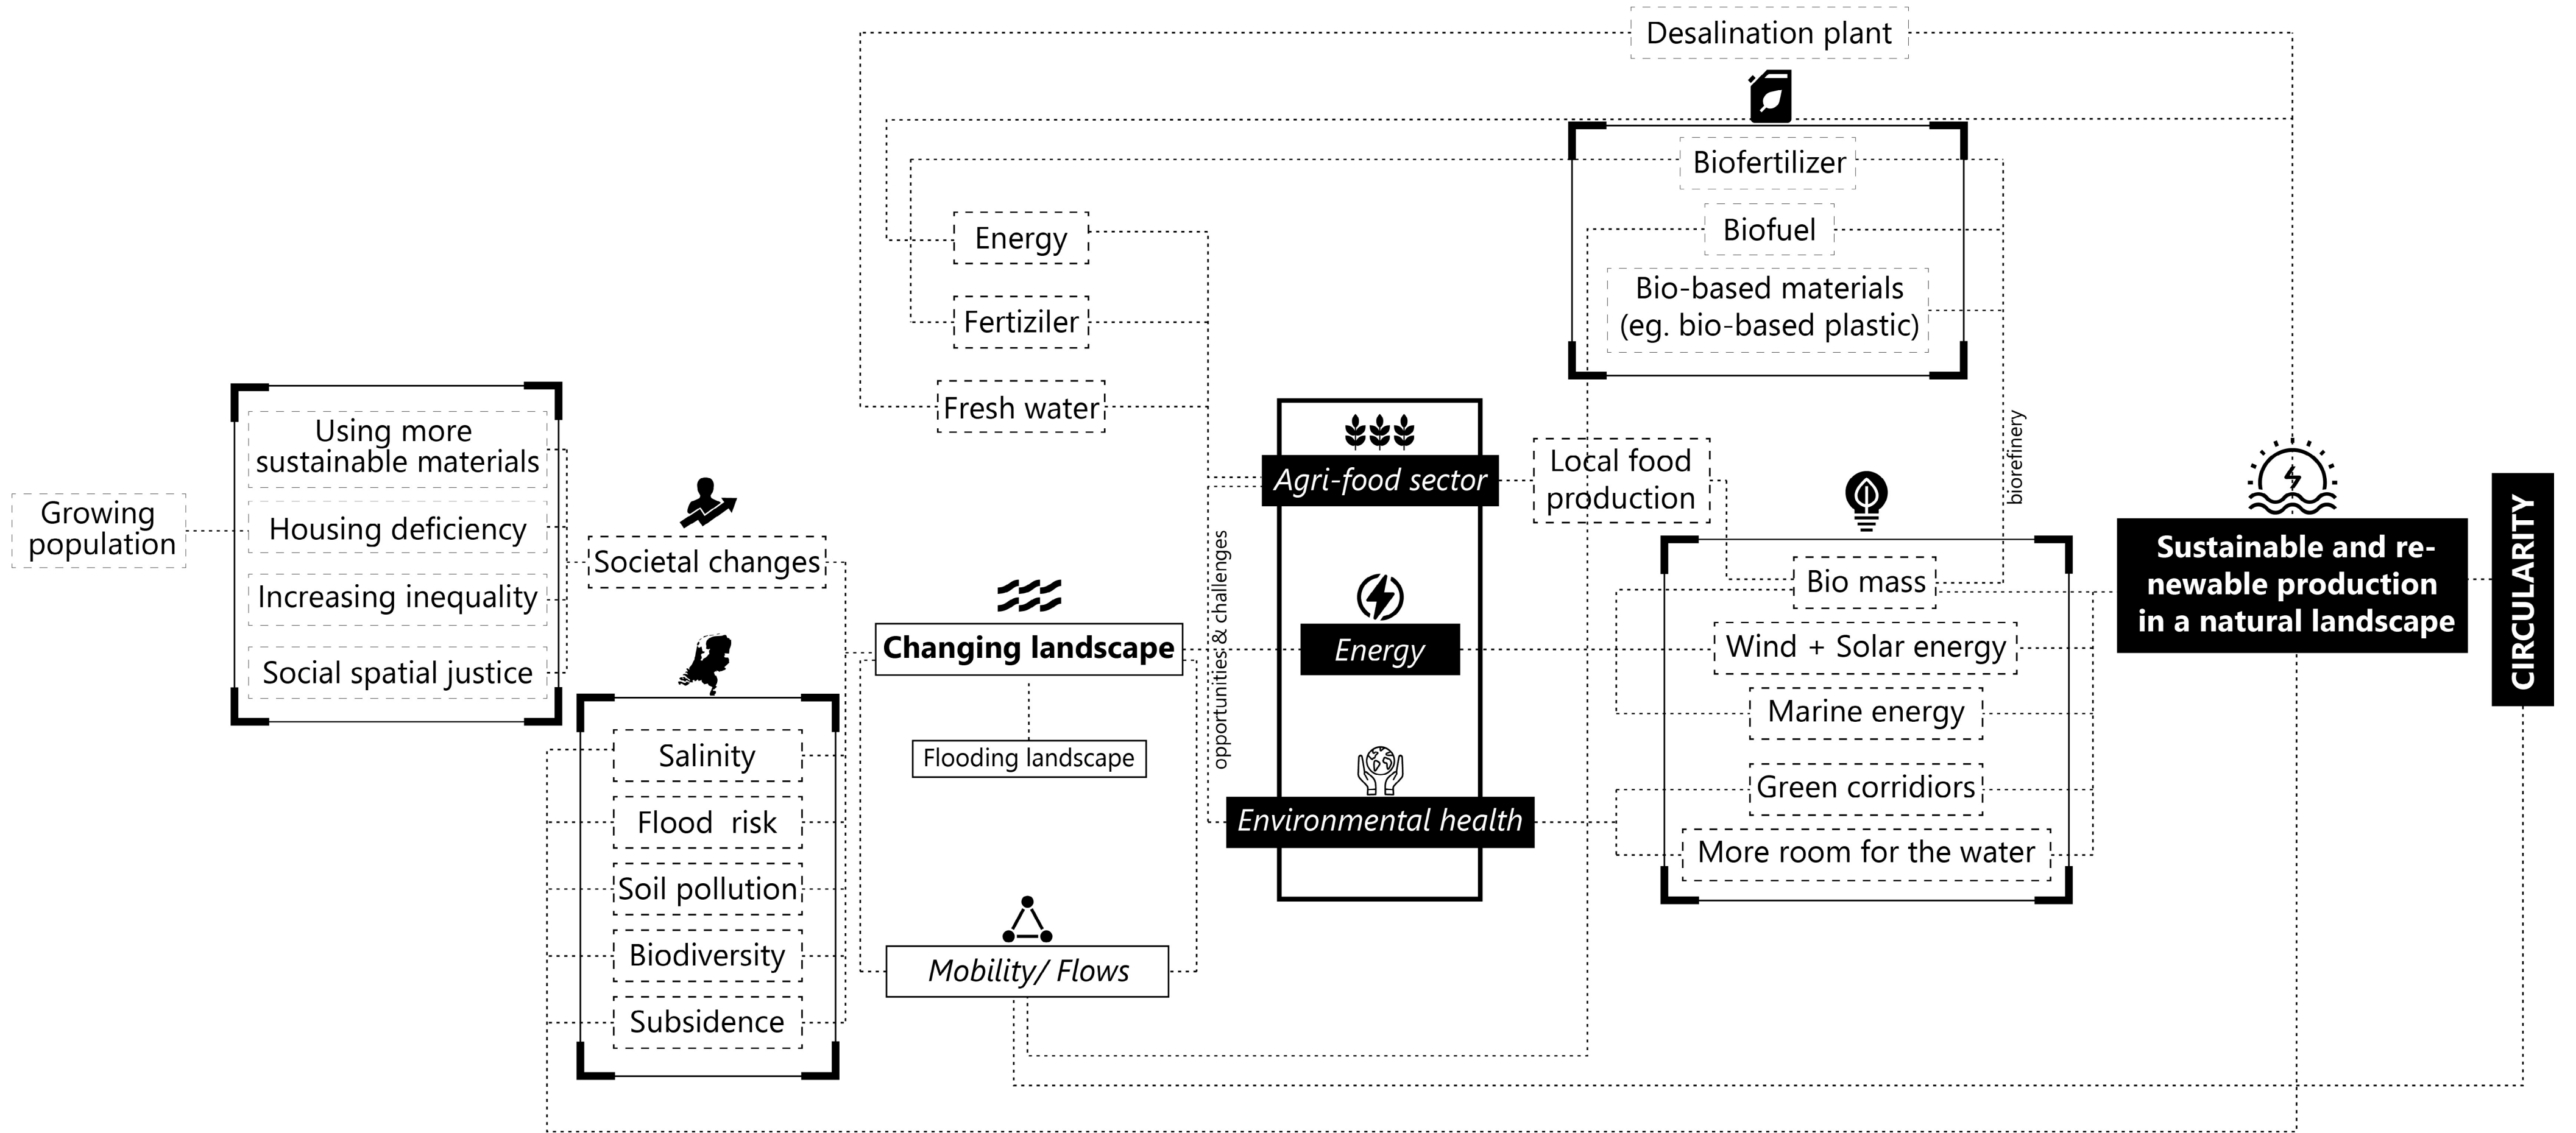 Desalination plant
Biofertilizer
Biofuel
Bio-based materials
(eg. bio-based plastic)
Energy
Fertiziler
Fresh water
Growing
population
Using more
sustainable materials
Housing deficiency
Increasing inequality
Social spatial justice
Societal changes
Salinity
Flood risk
Soil pollution
Biodiversity
Subsidence
Changing landscape
Flooding landscape
Mobility/ Flows
opportunities & challenges
Agri-food sector
Energy
Environmental health
Local food
production
biorefinery
Bio mass
Wind + Solar energy
Marine energy
Green corridiors
More room for the water
Sustainable and re-
newable production
in a natural landscape
CIRCULARITY